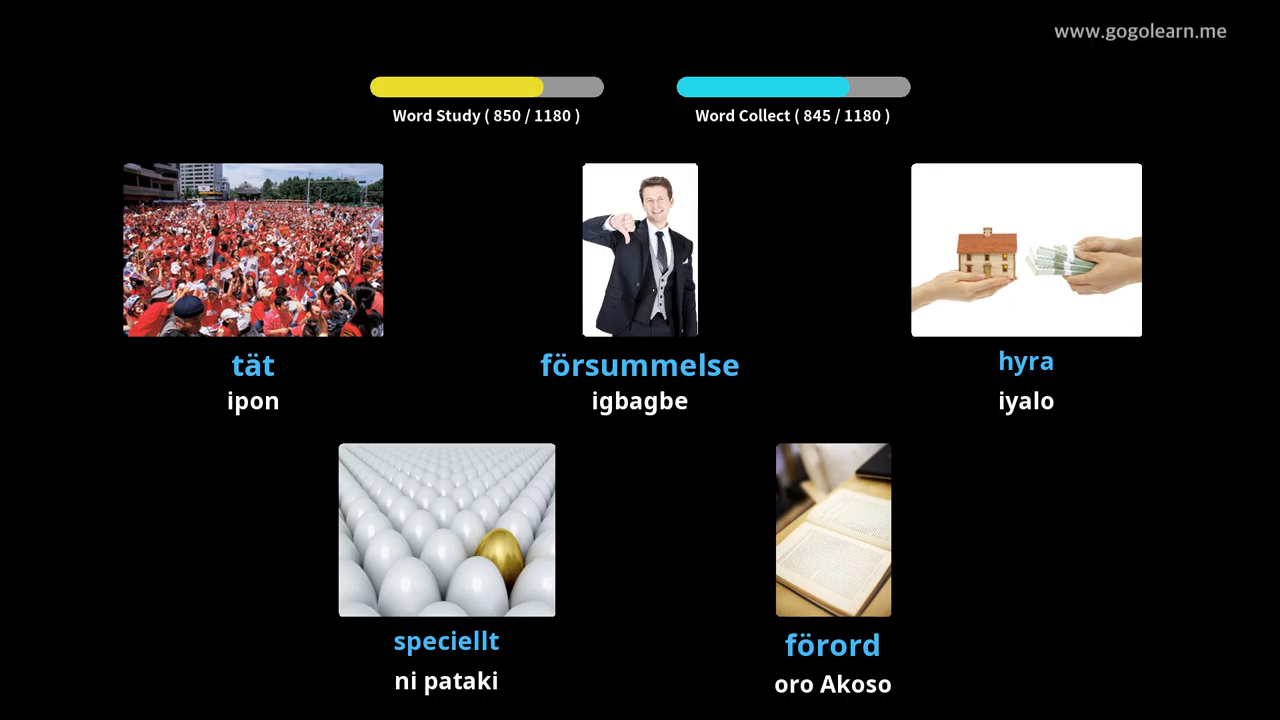 www.gogolearn.me
Word Study ( 850 / 1180 )
Word Collect ( 845 / 1180 )
tät
ipon
försummelse
igbagbe
hyra
iyalo
speciellt
ni pataki
förord
oro Akoso